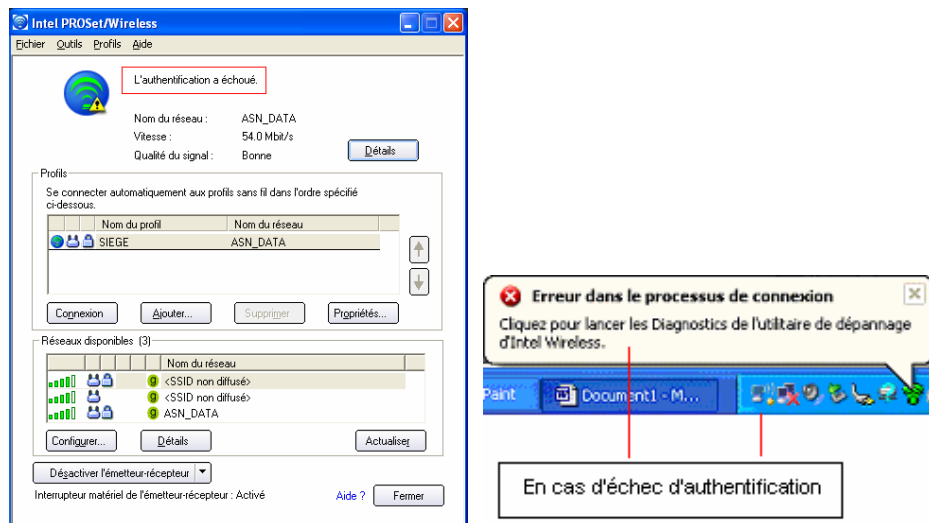 Intel PROSet/Wireless
Fichier Outils Profils Aide
L'authentification a échoué.
Nom du réseau : ASN_DATA
Vitesse : 54.0 Mbit/s
Qualité du signal : Bonne
Détails
Profils
Se connecter automatiquement aux profils sans fil dans l'ordre spécifié
ci-dessous.
Nom du profil Nom du réseau
SIEGE ASN_DATA
Connexion Ajouter... Supprimer Propriétés...
Réseaux disponibles (3)
Nom du réseau
g <SSID non diffusé>
g <SSID non diffusé>
g ASN_DATA
Configurer... Détails Actualiser
Désactiver l'émetteur-récepteur
Interrupteur matériel de l'émetteur-récepteur : Activé Aide ? Fermer
Erreur dans le processus de connexion
Cliquez pour lancer les Diagnostics de l'utilitaire de dépannage
d'Intel Wireless.
Paint Document1 - M...
En cas d'échec d'authentification